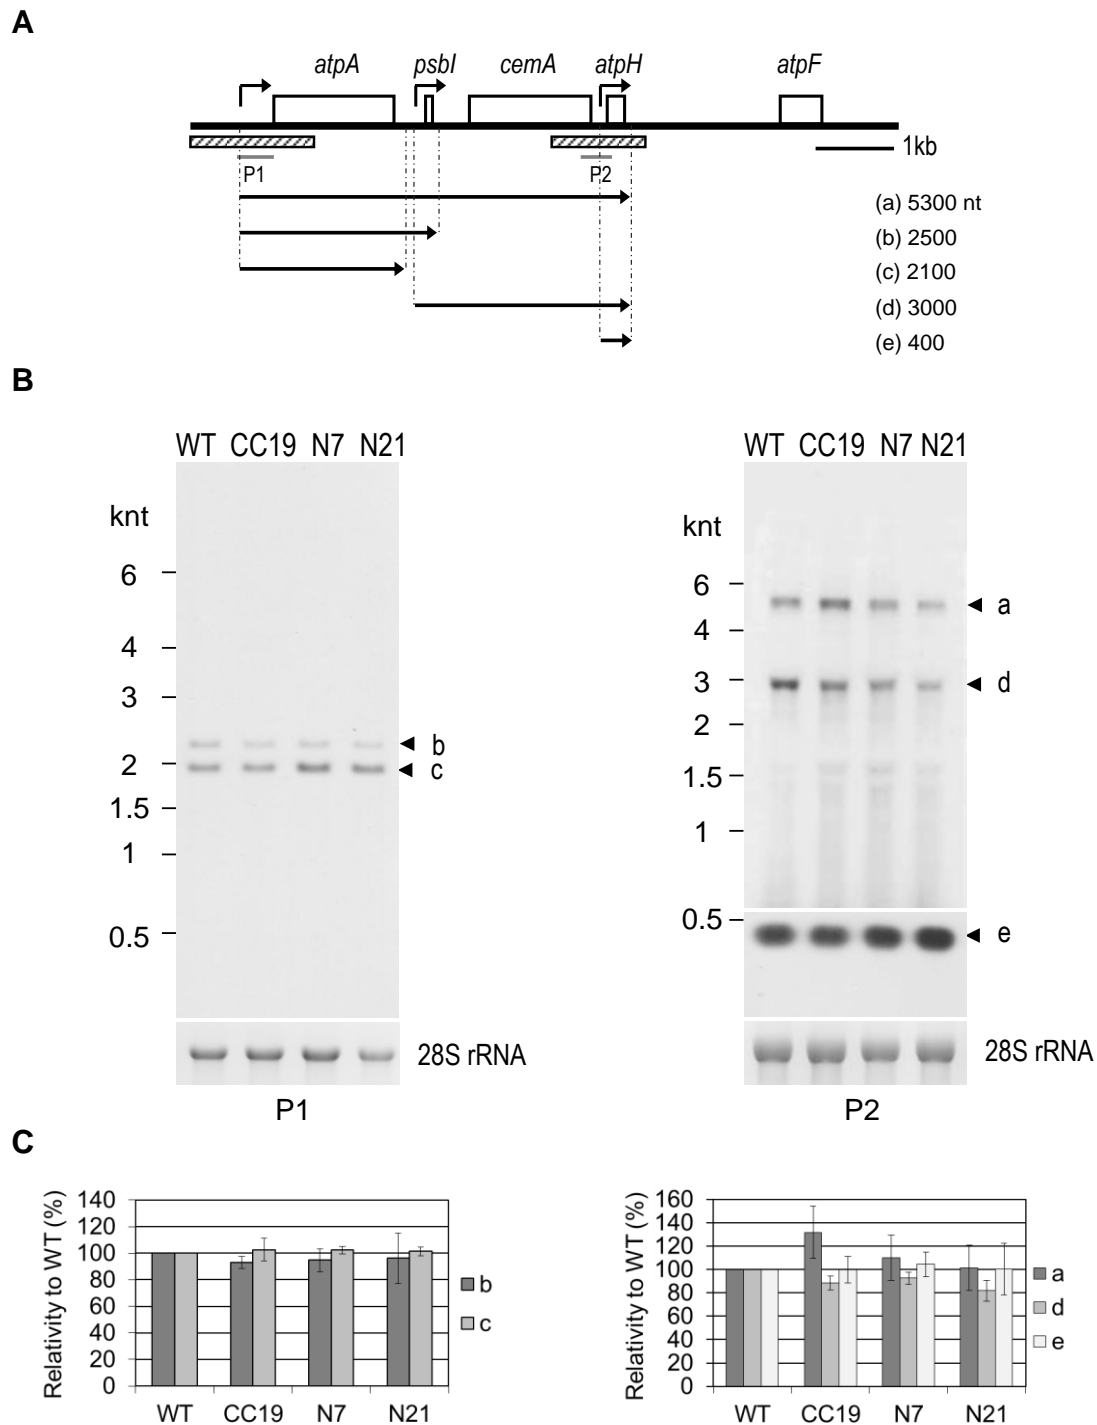 A
atpA psbI cemA atpH atpF
1kb
P1 P2
(a) 5300 nt
(b) 2500
(c) 2100
(d) 3000
(e) 400
B
WT CC19 N7 N21
knt
6
4
3
2
1.5
1
0.5
b
c
28S rRNA
P1
WT CC19 N7 N21
knt
6
4
3
2
1.5
1
0.5
a
d
e
28S rRNA
P2
C
Relativity to WT (%)
140
120
100
80
60
40
20
0
WT CC19 N7 N21
b
c
Relativity to WT (%)
160
140
120
100
80
60
40
20
0
WT CC19 N7 N21
a
d
e